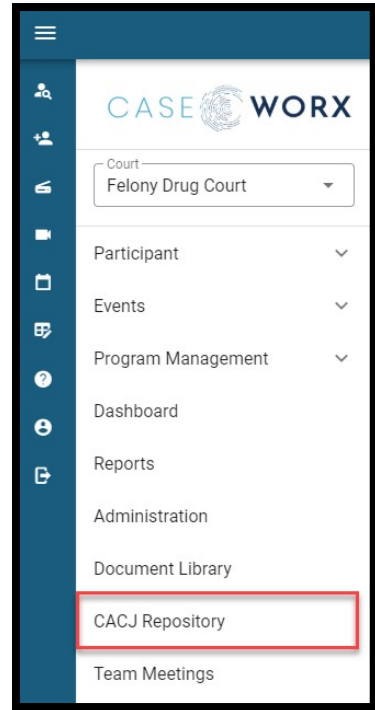 CASE WORX
Court
Felony Drug Court
Participant
Events
Program Management
Dashboard
Reports
Administration
Document Library
CACJ Repository
Team Meetings